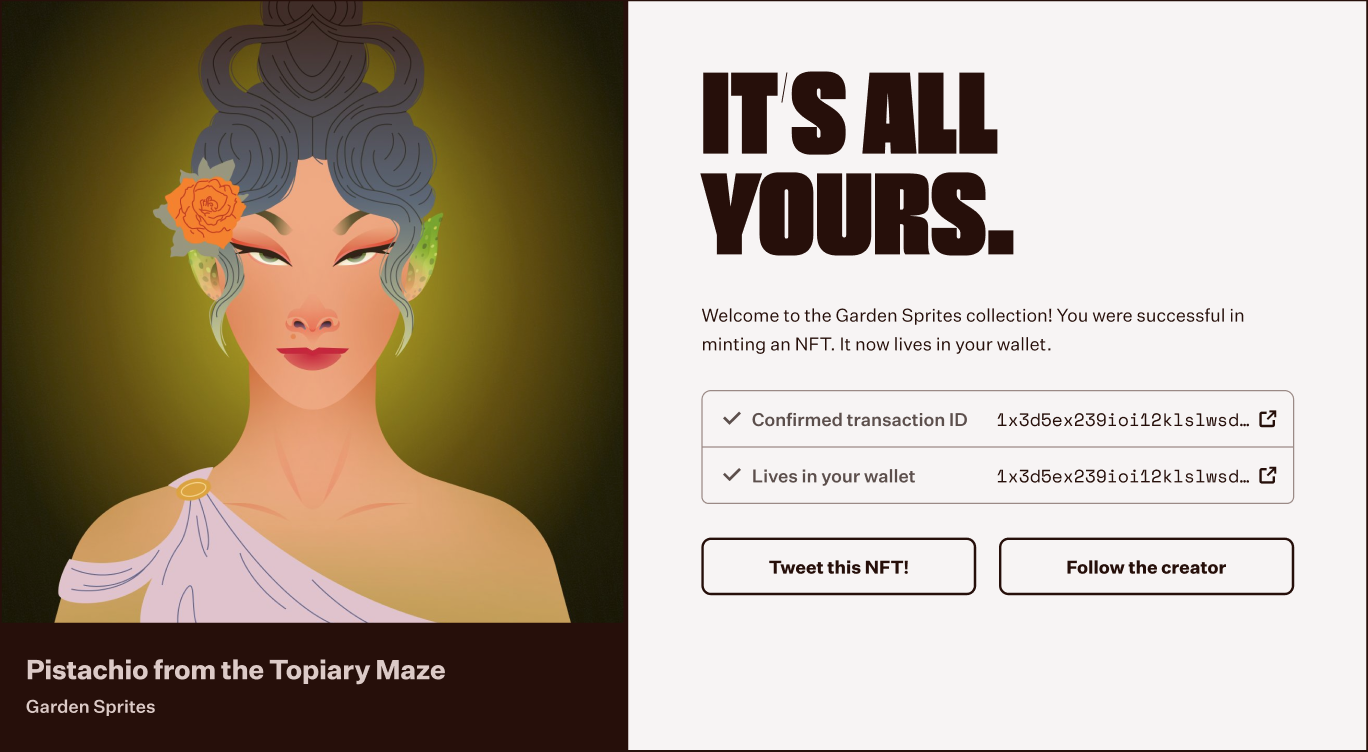 IT'S ALL
YOURS.
Welcome to the Garden Sprites collection! You were successful in
minting an NFT. It now lives in your wallet.
Confirmed transaction ID 1x3d5ex239ioi12klslwsd…
Lives in your wallet 1x3d5ex239ioi12klslwsd…
Tweet this NFT! Follow the creator
Pistachio from the Topiary Maze
Garden Sprites